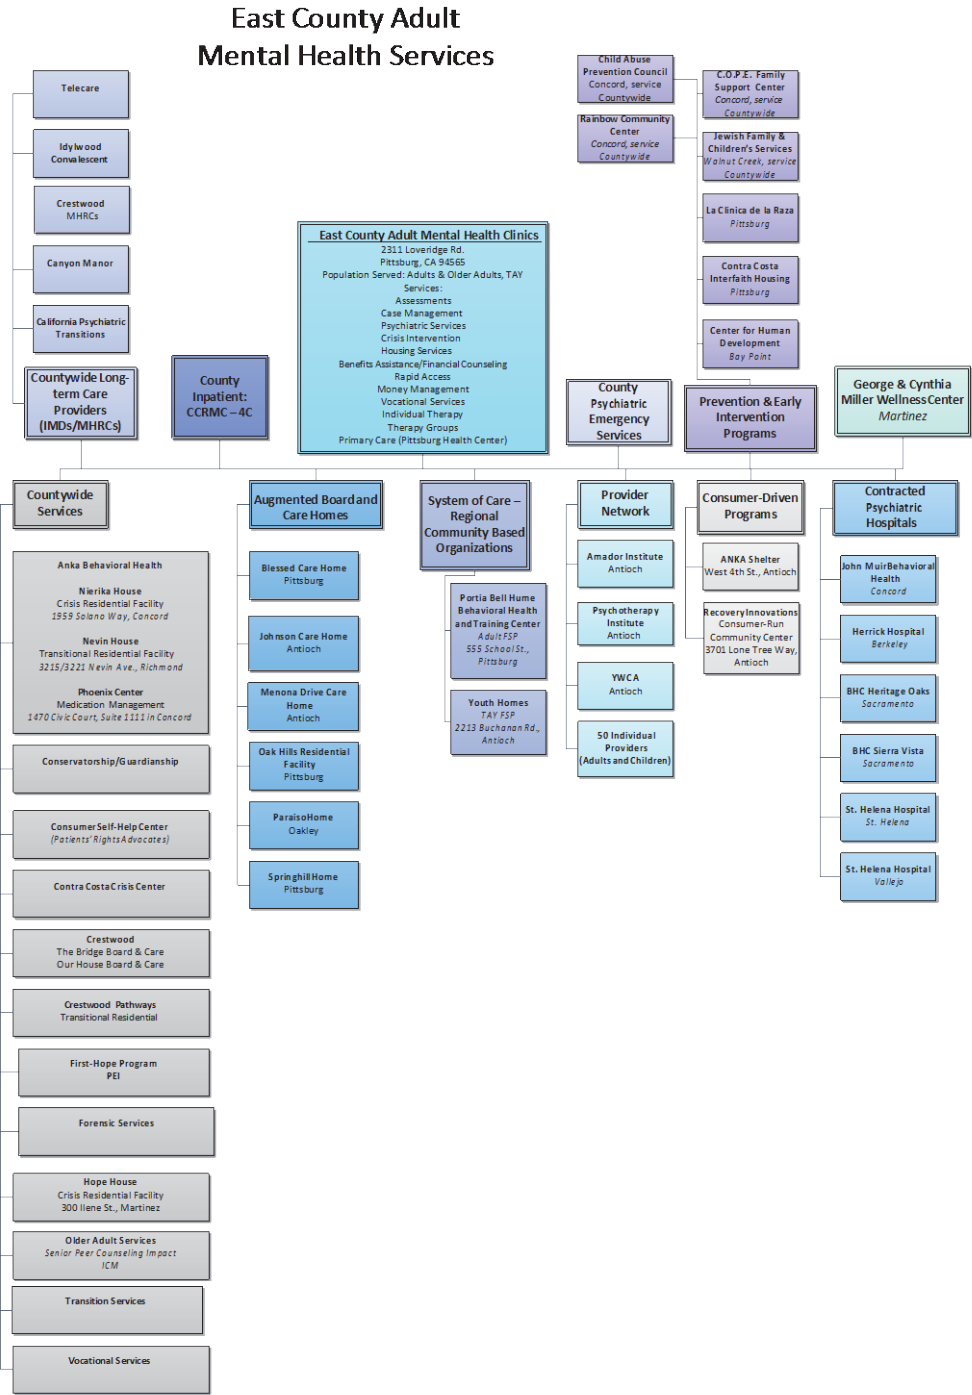 East County Adult
Mental Health Services
Telecare
Idylwood
Convalescent
Crestwood
MHRCs
Canyon Manor
California Psychiatric
Transitions
Countywide Long-
term Care
Providers
(IMDs/MHRCs)
County
Inpatient:
CCRMC – 4C
East County Adult Mental Health Clinics
2311 Loveridge Rd.
Pittsburg, CA 94565
Population Served: Adults & Older Adults, TAY
Services:
Assessments
Case Management
Psychiatric Services
Crisis Intervention
Housing Services
Benefits Assistance/Financial Counseling
Rapid Access
Money Management
Vocational Services
Individual Therapy
Therapy Groups
Primary Care (Pittsburg Health Center)
County
Psychiatric
Emergency
Services
Child Abuse
Prevention Council
Concord, service
Countywide
Rainbow Community
Center
Concord, service
Countywide
C.O.P.E. Family
Support Center
Concord, service
Countywide
Jewish Family &
Children's Services
Walnut Creek, service
Countywide
La Clinica de la Raza
Pittsburg
Contra Costa
Interfaith Housing
Pittsburg
Center for Human
Development
Bay Point
Prevention & Early
Intervention
Programs
George & Cynthia
Miller Wellness Center
Martinez
Countywide
Services
Anka Behavioral Health
Nierika House
Crisis Residential Facility
1959 Solano Way, Concord
Nevin House
Transitional Residential Facility
3215/3221 Nevin Ave., Richmond
Phoenix Center
Medication Management
1470 Civic Court, Suite 1111 in Concord
Conservatorship/Guardianship
Consumer Self-Help Center
(Patients' Rights Advocates)
Contra Costa Crisis Center
Crestwood
The Bridge Board & Care
Our House Board & Care
Crestwood Pathways
Transitional Residential
First-Hope Program
PEI
Forensic Services
Hope House
Crisis Residential Facility
300 Ilene St., Martinez
Older Adult Services
Senior Peer Counseling Impact
ICM
Transition Services
Vocational Services
Augmented Board and
Care Homes
Blessed Care Home
Pittsburg
Johnson Care Home
Antioch
Menona Drive Care
Home
Antioch
Oak Hills Residential
Facility
Pittsburg
Paraiso Home
Oakley
Springhill Home
Pittsburg
System of Care –
Regional
Community Based
Organizations
Portia Bell Hume
Behavioral Health
and Training Center
Adult FSP
555 School St.,
Pittsburg
Youth Homes
TAY FSP
2213 Buchanan Rd.,
Antioch
Provider
Network
Amador Institute
Antioch
Psychotherapy
Institute
Antioch
YWCA
Antioch
50 Individual
Providers
(Adults and Children)
Consumer-Driven
Programs
ANKA Shelter
West 4th St., Antioch
Recovery Innovations
Consumer-Run
Community Center
3701 Lone Tree Way,
Antioch
Contracted
Psychiatric
Hospitals
John Muir Behavioral
Health
Concord
Herrick Hospital
Berkeley
BHC Heritage Oaks
Sacramento
BHC Sierra Vista
Sacramento
St. Helena Hospital
St. Helena
St. Helena Hospital
Vallejo